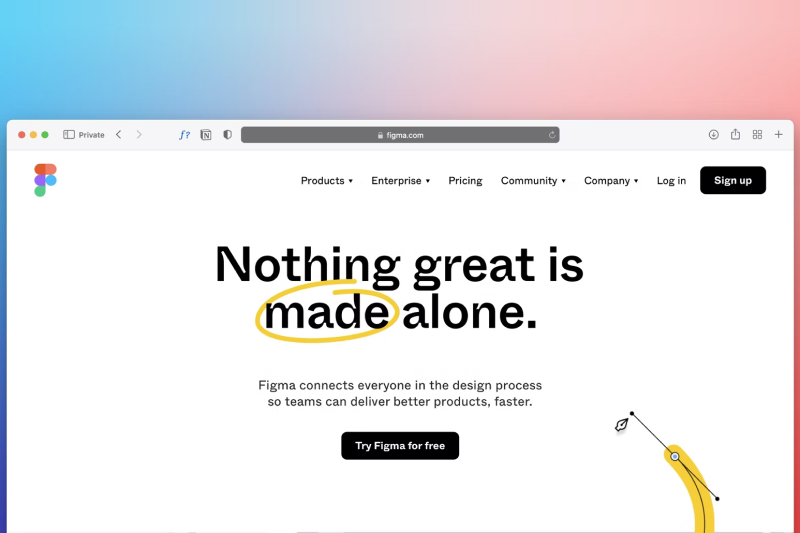 Private
f?
N
figma.com
Products
Enterprise
Pricing
Community
Company
Log in
Sign up
Nothing great is
made alone.
Figma connects everyone in the design process
so teams can deliver better products, faster.
Try Figma for free